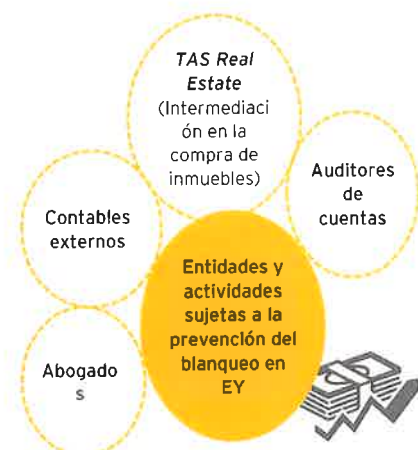 TAS Real
Estate
(Intermediaci
ón en la
compra de
inmuebles)
Auditores
de
cuentas
Contables
externos
Entidades y
actividades
sujetas a la
prevención del
blanqueo en
EY
Abogado
s